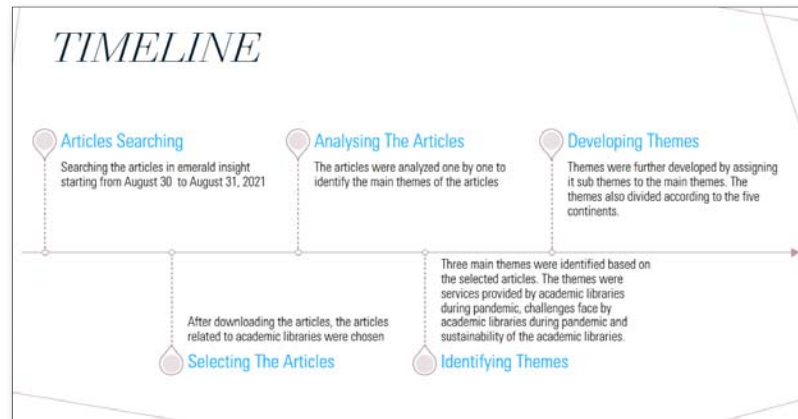 TIMELINE
Articles Searching
Searching the articles in emerald insight
starting from August 30 to August 31, 2021
Analysing The Articles
The articles were analyzed one by one to
identify the main themes of the articles
Developing Themes
Themes were further developed by assigning
it sub themes to the main themes. The
themes also divided according to the five
continents.
After downloading the articles, the articles
related to academic libraries were chosen
Selecting The Articles
Three main themes were identified based on
the selected articles. The themes were
services provided by academic libraries
during pandemic, challenges face by
academic libraries during pandemic and
sustainability of the academic libraries.
Identifying Themes